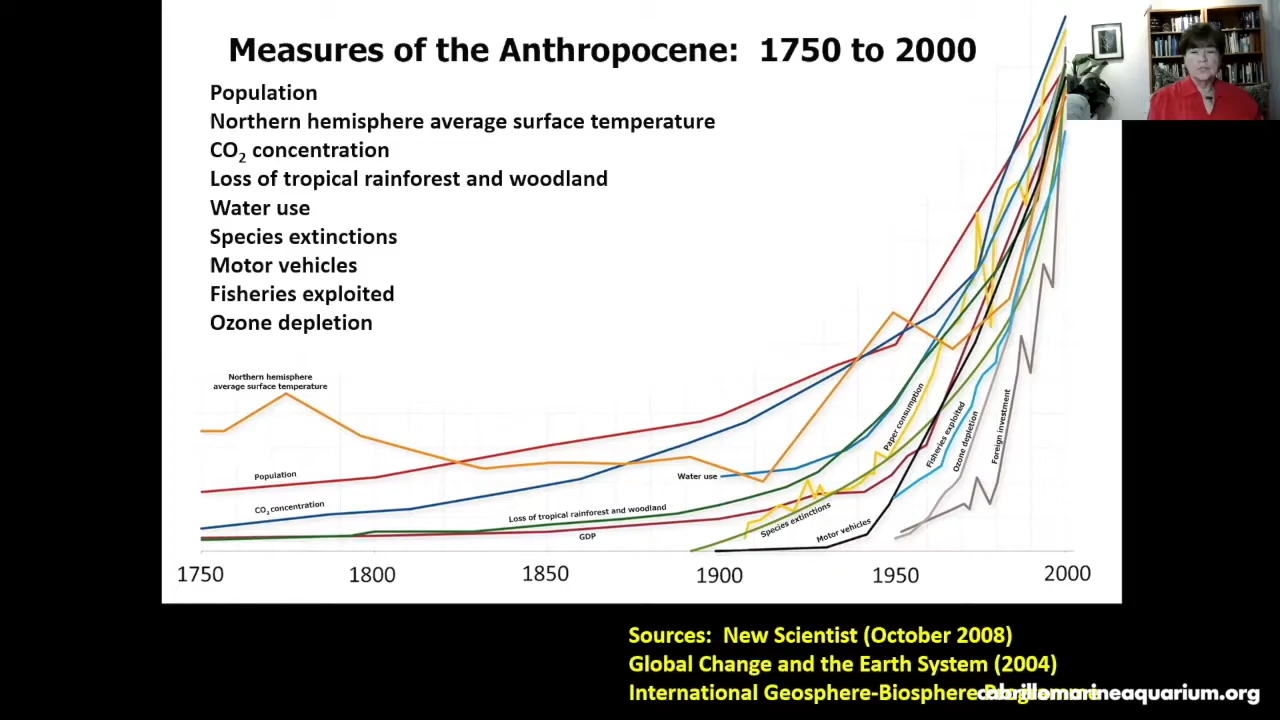 Measures of the Anthropocene: 1750 to 2000
Population
Northern hemisphere average surface temperature
CO₂ concentration
Loss of tropical rainforest and woodland
Water use
Species extinctions
Motor vehicles
Fisheries exploited
Ozone depletion
Northern hemisphere
average surface temperature
Population
CO₂ concentration
Loss of tropical rainforest and woodland
GDP
Water use
Species extinctions
Motor vehicles
Paper consumption
Fisheries exploited
Ozone depletion
Foreign investment
1750 1800 1850 1900 1950 2000
Sources: New Scientist (October 2008)
Global Change and the Earth System (2004)
International Geosphere-Biosphere
cabrillomarineaquarium.org